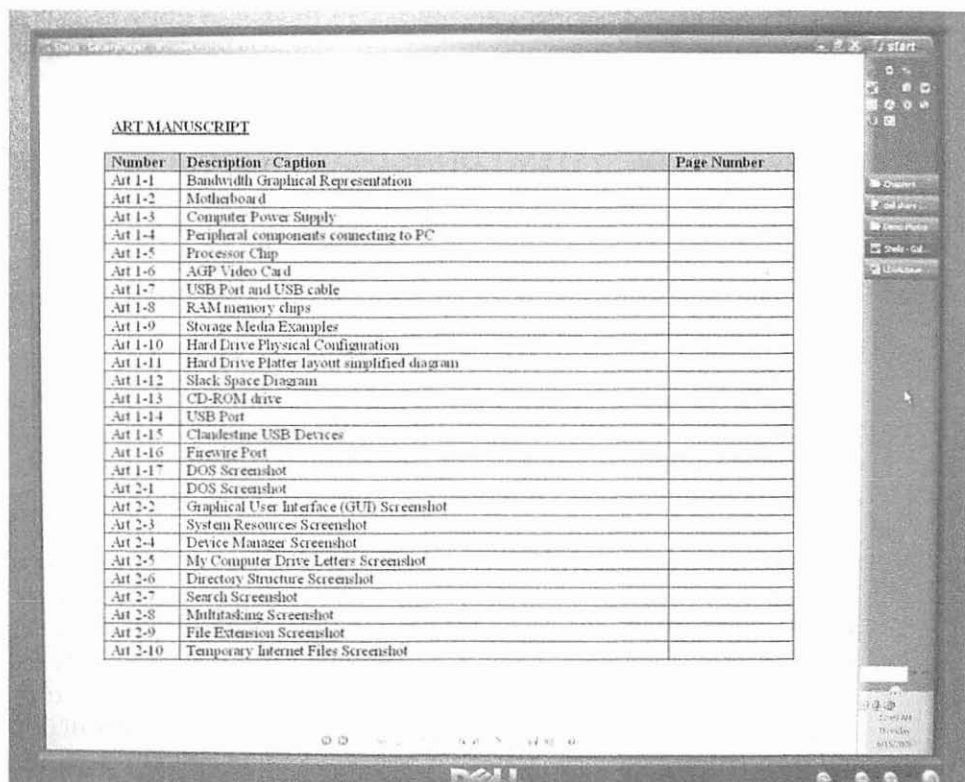 start
ART MANUSCRIPT
Number Description / Caption Page Number
Art 1-1 Bandwidth Graphical Representation
Art 1-2 Motherboard
Art 1-3 Computer Power Supply
Art 1-4 Peripheral components connecting to PC
Art 1-5 Processor Chip
Art 1-6 AGP Video Card
Art 1-7 USB Port and USB cable
Art 1-8 RAM memory chips
Art 1-9 Storage Media Examples
Art 1-10 Hard Drive Physical Configuration
Art 1-11 Hard Drive Platter layout simplified diagram
Art 1-12 Slack Space Diagram
Art 1-13 CD-ROM drive
Art 1-14 USB Port
Art 1-15 Clandestine USB Devices
Art 1-16 Firewire Port
Art 1-17 DOS Screenshot
Art 2-1 DOS Screenshot
Art 2-2 Graphical User Interface (GUI) Screenshot
Art 2-3 System Resources Screenshot
Art 2-4 Device Manager Screenshot
Art 2-5 My Computer Drive Letters Screenshot
Art 2-6 Directory Structure Screenshot
Art 2-7 Search Screenshot
Art 2-8 Multitasking Screenshot
Art 2-9 File Extension Screenshot
Art 2-10 Temporary Internet Files Screenshot
Chapters
Shells - Gal...
Thursday
DELL